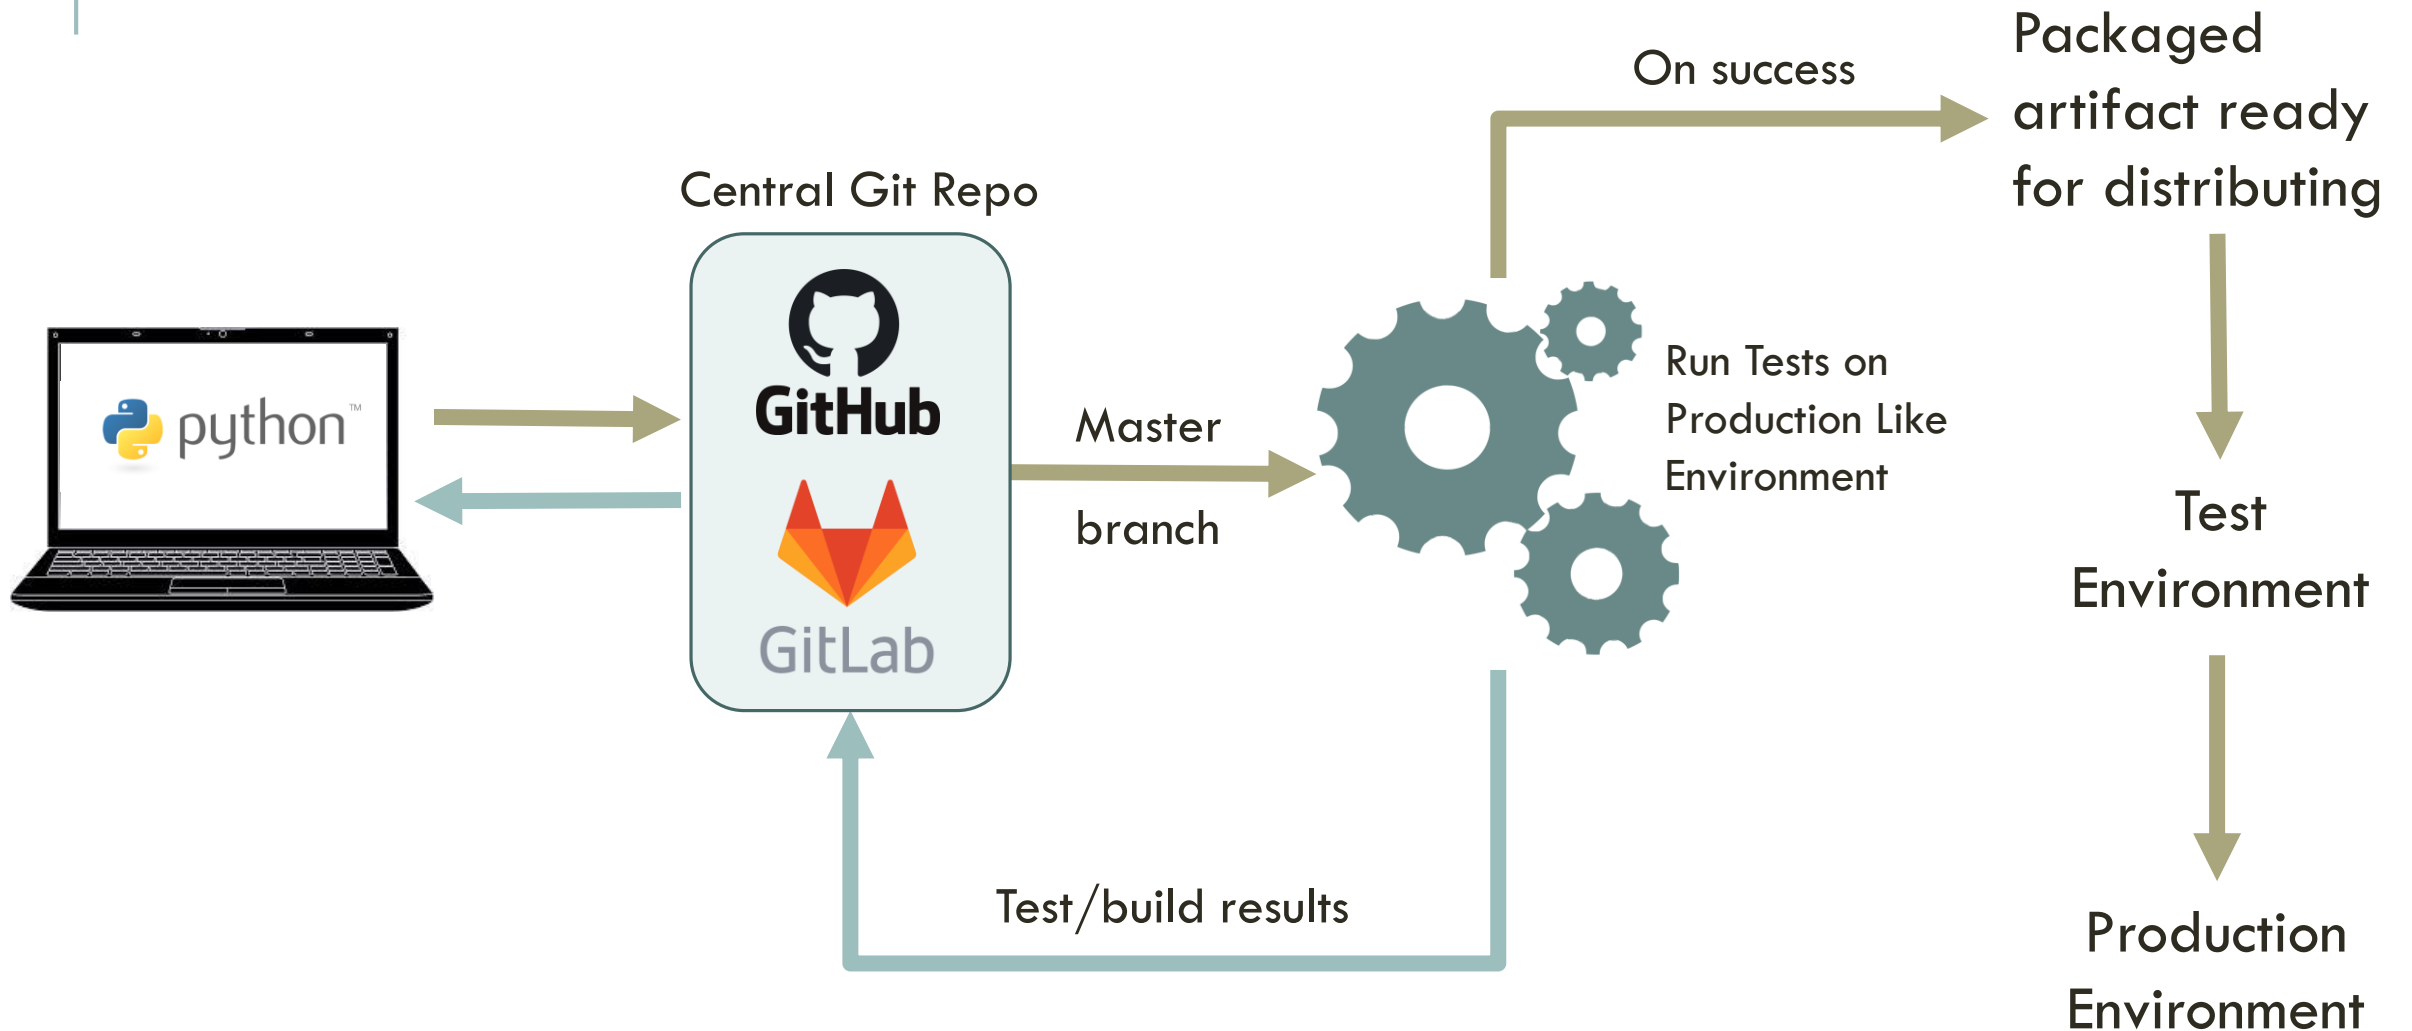 Packaged
artifact ready
for distributing
On success
Central Git Repo
python™
GitHub
GitLab
Master
branch
Run Tests on
Production Like
Environment
Test
Environment
Test/build results
Production
Environment